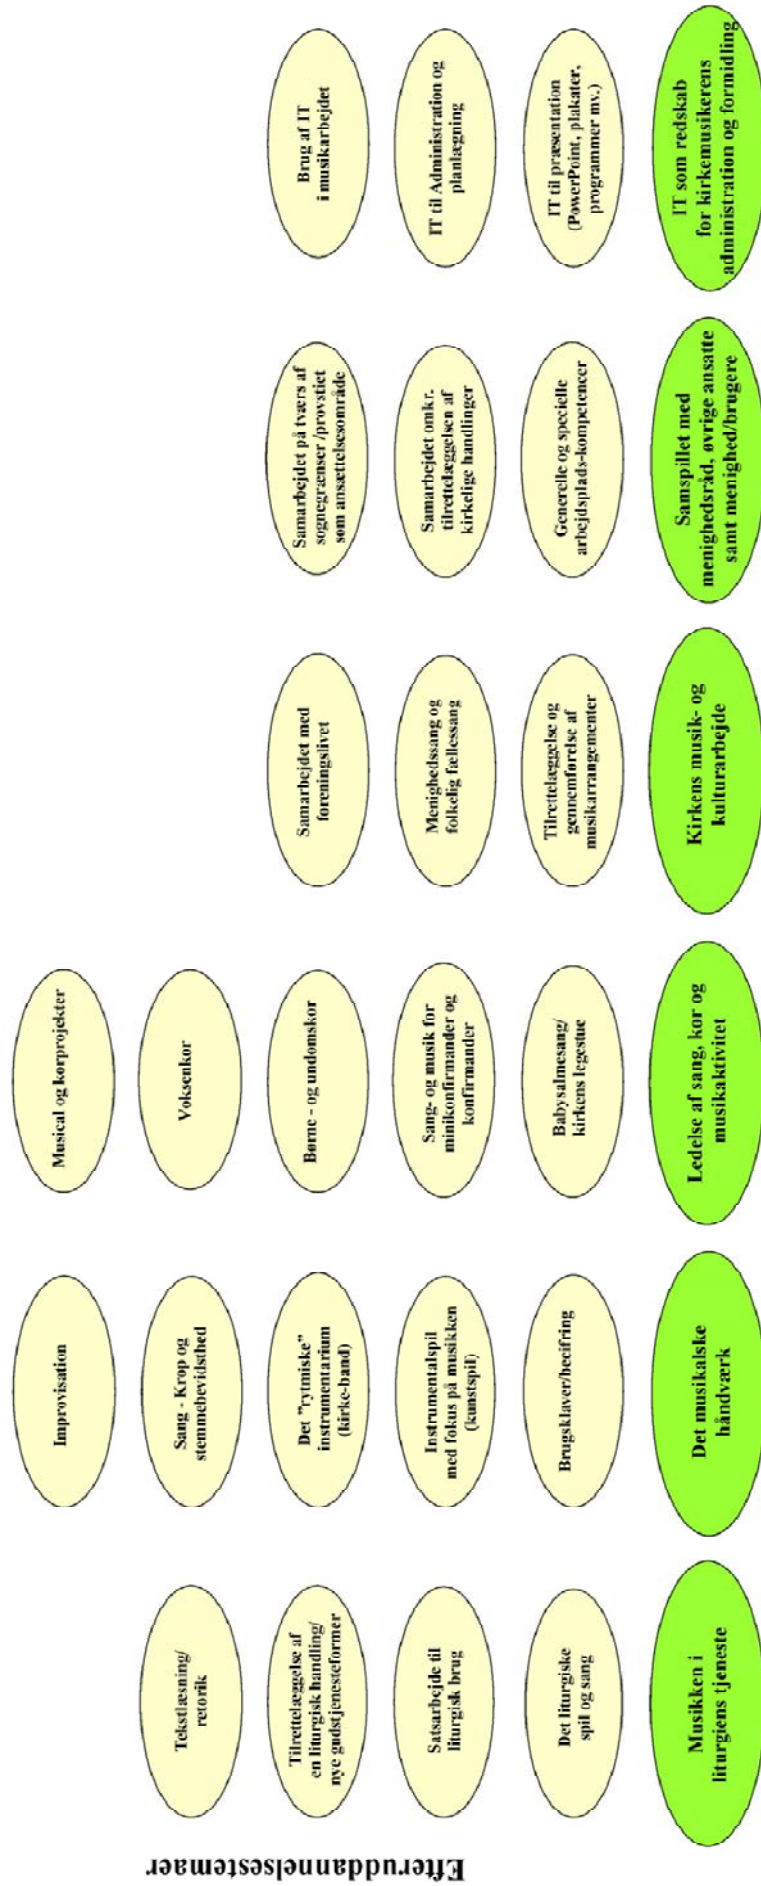 Efteruddannelsestemaer
Tekstlæsning/
retorik
Tilrettelæggelse af
en liturgisk handling/
nye gudstjenesteformer
Satsarbejde til
liturgisk brug
Det liturgiske
spil og sang
Musikken i
liturgiens tjeneste
Improvisation
Sang - Krop og
stemmebevidsthed
Det ”rytmiske”
instrumentarium
(kirke-band)
Instrumentalspil
med fokus på musikken
(kunstspil)
Brugsklaver/becifring
Det musikalske
håndværk
Musical og korprojekter
Voksenkor
Børne - og undomskor
Sang- og musik for
minikonfirmander og
konfirmander
Babysalmesang/
kirkens legestue
Ledelse af sang, kor og
musikaktivitet
Samarbejdet med
foreningslivet
Menighedssang og
folkelig fællessang
Tilrettelæggelse og
gennemførelse af
musikarrangementer
Kirkens musik- og
kulturarbejde
Samarbejdet på tværs af
sognegrænser /provstiet
som ansættelsesområde
Samarbejdet omkr.
tilrettelæggelsen af
kirkelige handlinger
Generelle og specielle
arbejdsplads-kompetencer
Samspillet med
menighedsråd, øvrige ansatte
samt menighed/brugere
Brug af IT
i musikarbejdet
IT til Administration og
planlægning
IT til præsentation
(PowerPoint, plakater,
programmer mv.)
IT som redskab
for kirkemusikerens
administration og formidling